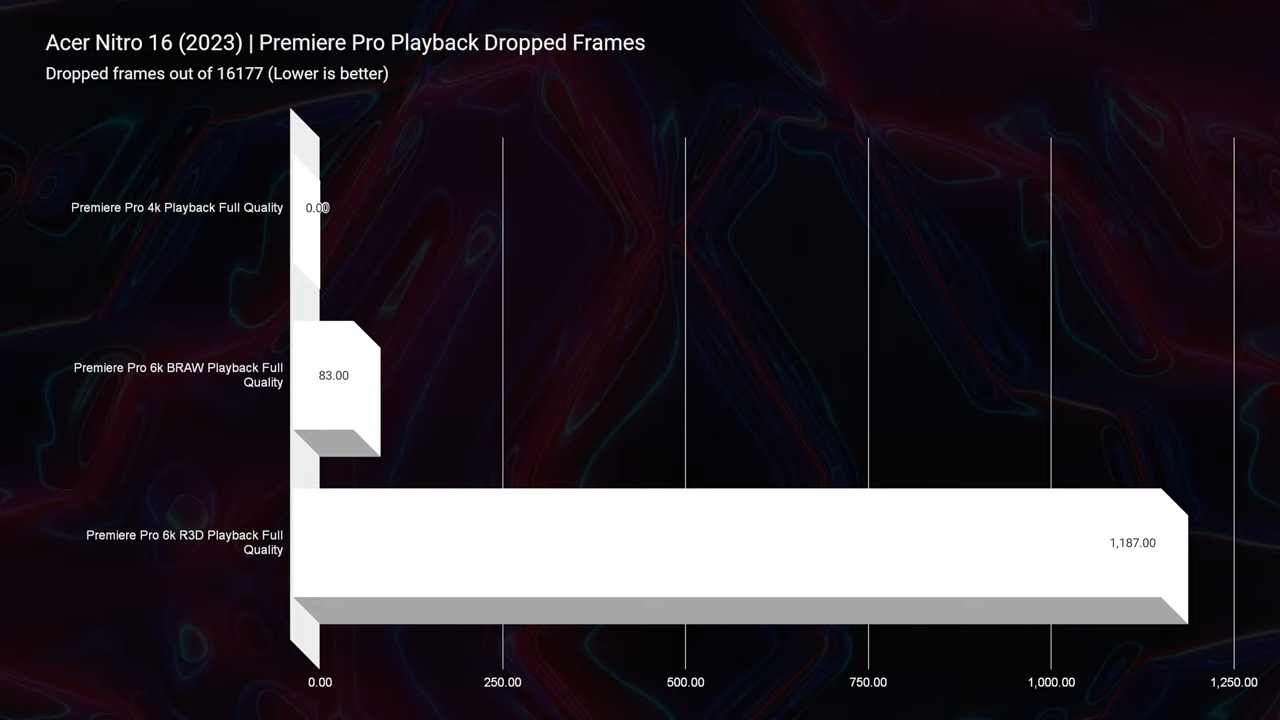 Acer Nitro 16 (2023) | Premiere Pro Playback Dropped Frames
Dropped frames out of 16177 (Lower is better)
Premiere Pro 4k Playback Full Quality
0.00
Premiere Pro 6k BRAW Playback Full
Quality
83.00
Premiere Pro 6k R3D Playback Full
Quality
1,187.00
0.00
250.00
500.00
750.00
1,000.00
1,250.00